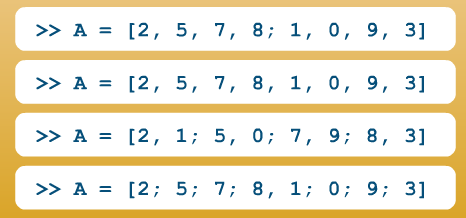 >> A = [2, 5, 7, 8; 1, 0, 9, 3]
>> A = [2, 5, 7, 8, 1, 0, 9, 3]
>> A = [2, 1; 5, 0; 7, 9; 8, 3]
>> A = [2; 5; 7; 8, 1; 0; 9; 3]